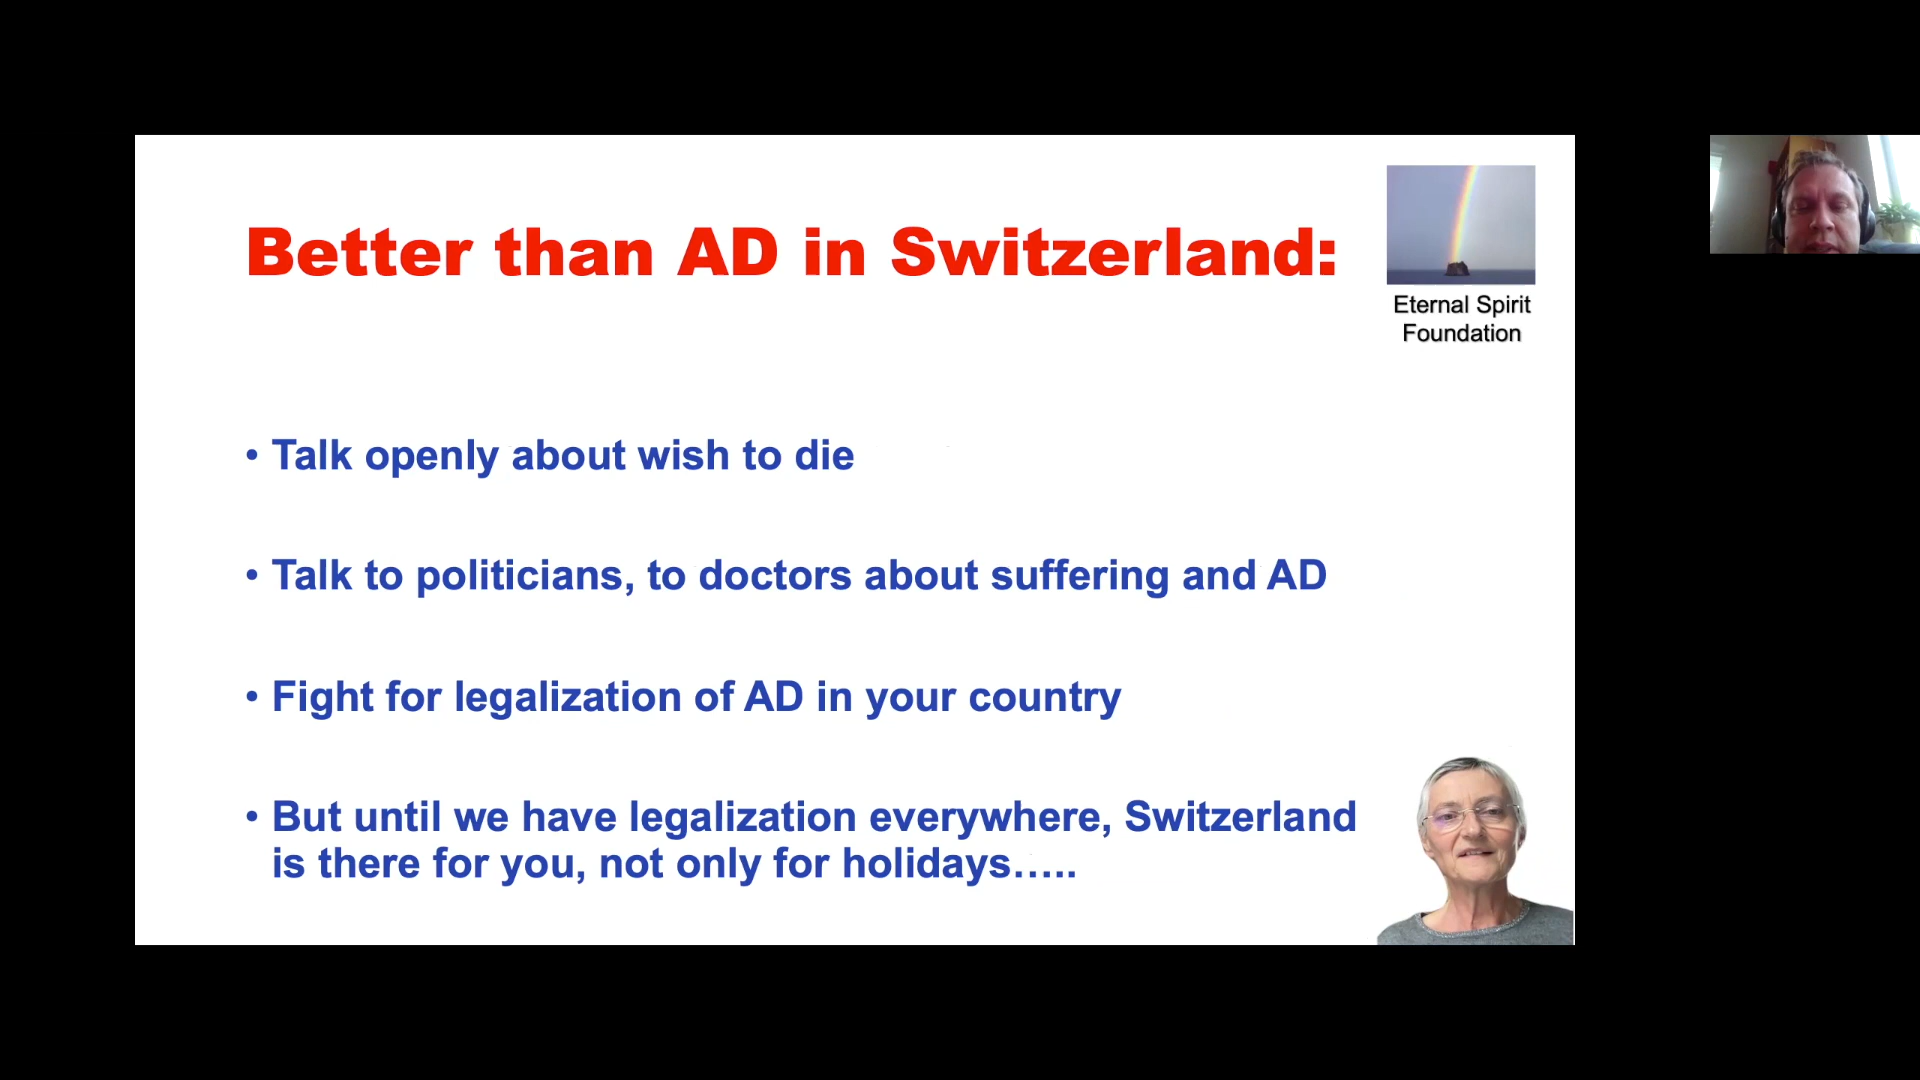 Better than AD in Switzerland:
Eternal Spirit
Foundation
• Talk openly about wish to die
• Talk to politicians, to doctors about suffering and AD
• Fight for legalization of AD in your country
• But until we have legalization everywhere, Switzerland
is there for you, not only for holidays…..